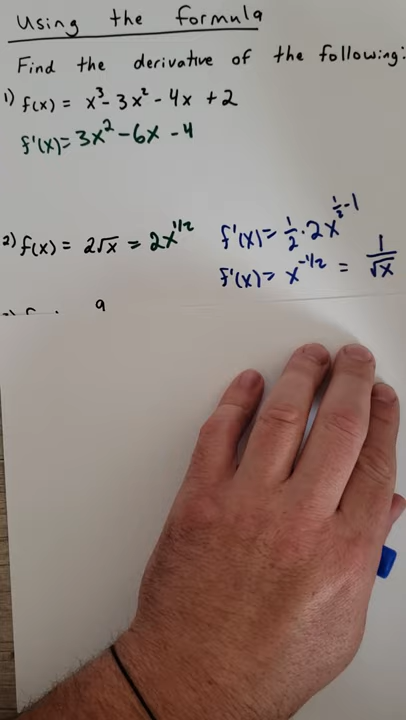 Using the formula
Find the derivative of the following:
1) f(x) = x³ - 3x² - 4x + 2
f'(x) = 3x² - 6x - 4
2) f(x) = 2√x = 2x^(1/2)
f'(x) = 1/2 · 2x^(1/2 - 1)
f'(x) = x^(-1/2) = 1/√x